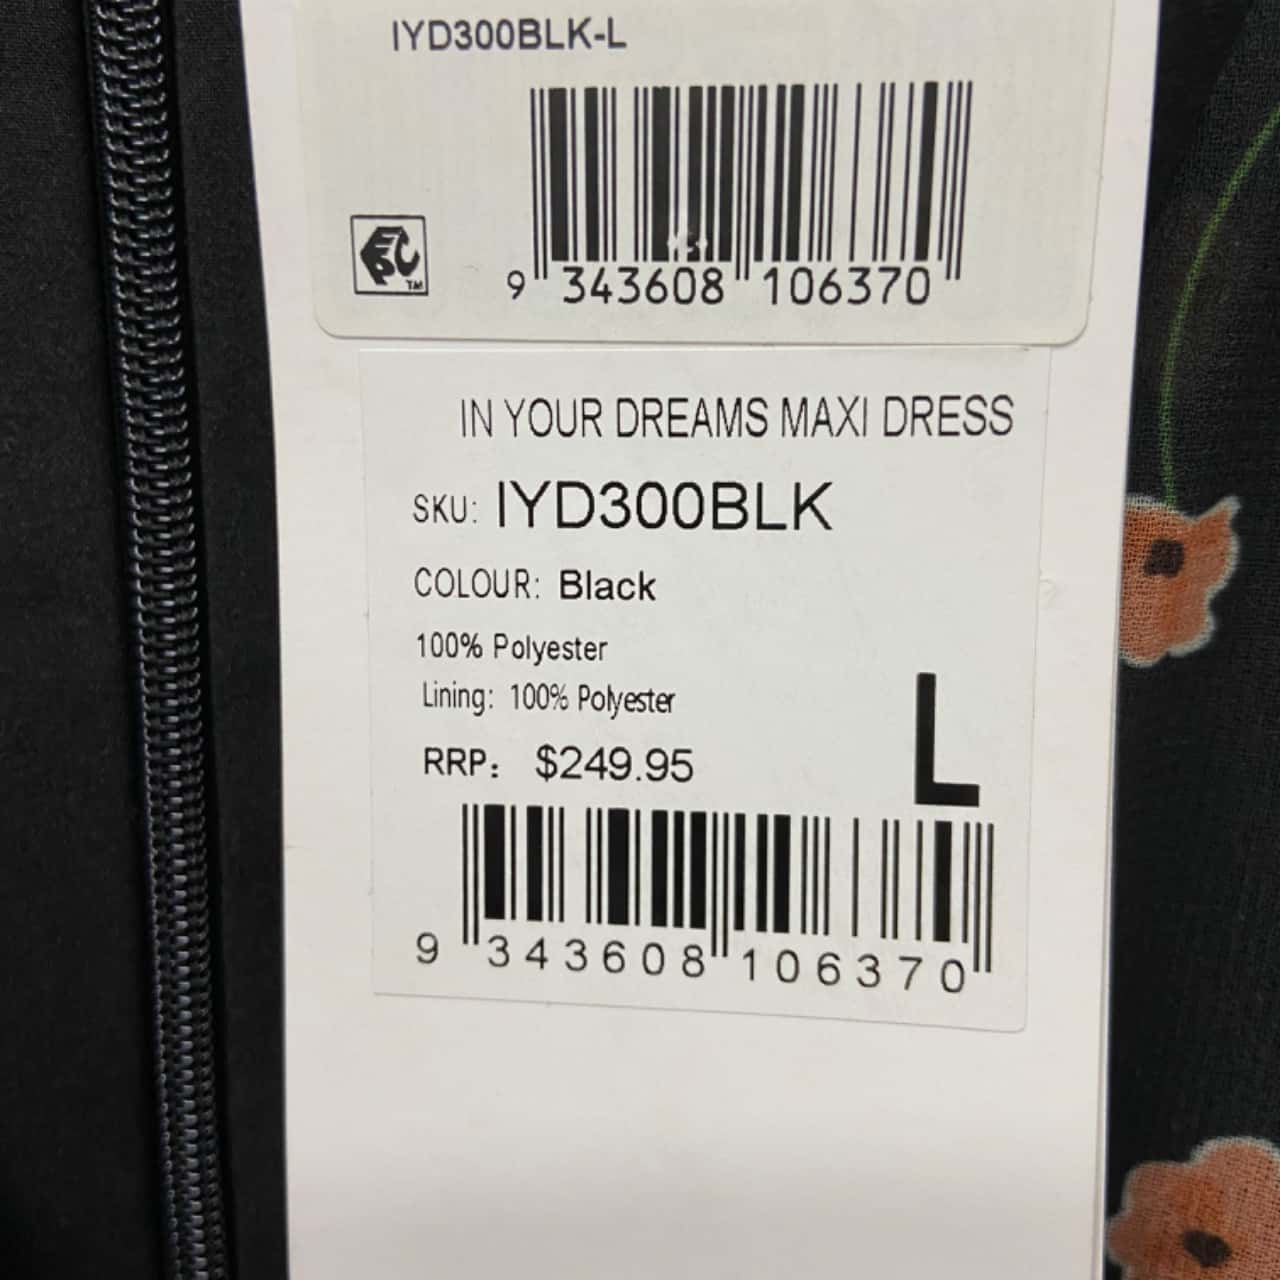 IYD300BLK-L
EPC™
9 343608 106370
IN YOUR DREAMS MAXI DRESS
SKU: IYD300BLK
COLOUR: Black
100% Polyester
Lining: 100% Polyester
L
RRP: $249.95
9 343608 106370